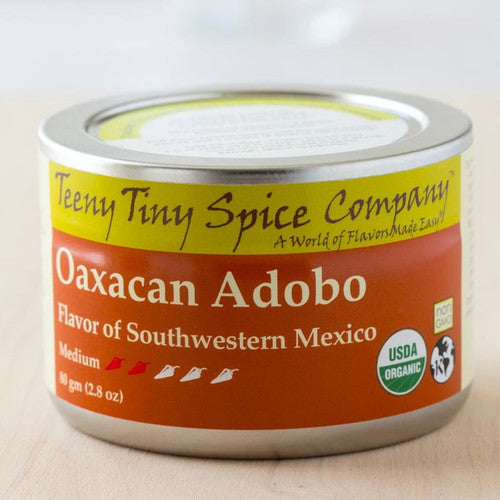 Teeny Tiny Spice Company™
A World of Flavors Made Easy
Oaxacan Adobo
Flavor of Southwestern Mexico
Medium
80 gm (2.8 oz)
non
GMO
USDA
ORGANIC
K